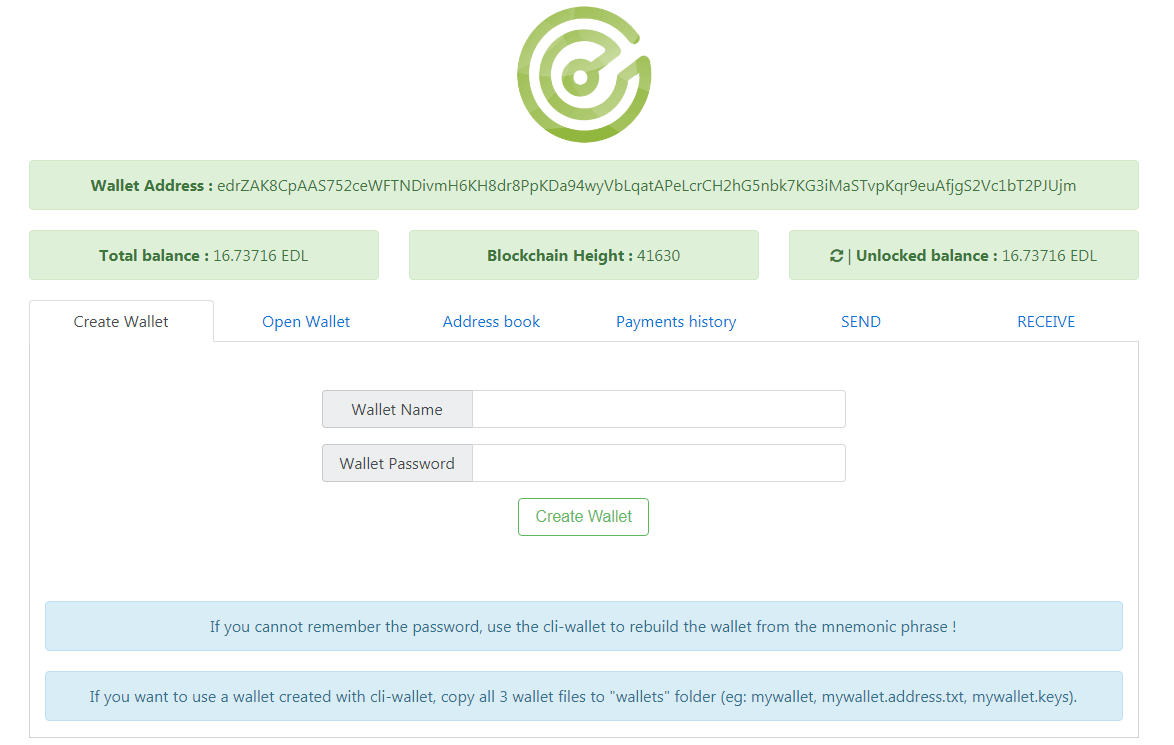 Wallet Address : edrZAK8CpAAS752ceWFTNDivmH6KH8dr8PpKDa94wyVbLqatAPeLcrCH2hG5nbk7KG3iMaSTvpKqr9euAfjgS2Vc1bT2PJUjm
Total balance : 16.73716 EDL
Blockchain Height : 41630
| Unlocked balance : 16.73716 EDL
Create Wallet
Open Wallet
Address book
Payments history
SEND
RECEIVE
Wallet Name
Wallet Password
Create Wallet
If you cannot remember the password, use the cli-wallet to rebuild the wallet from the mnemonic phrase !
If you want to use a wallet created with cli-wallet, copy all 3 wallet files to "wallets" folder (eg: mywallet, mywallet.address.txt, mywallet.keys).